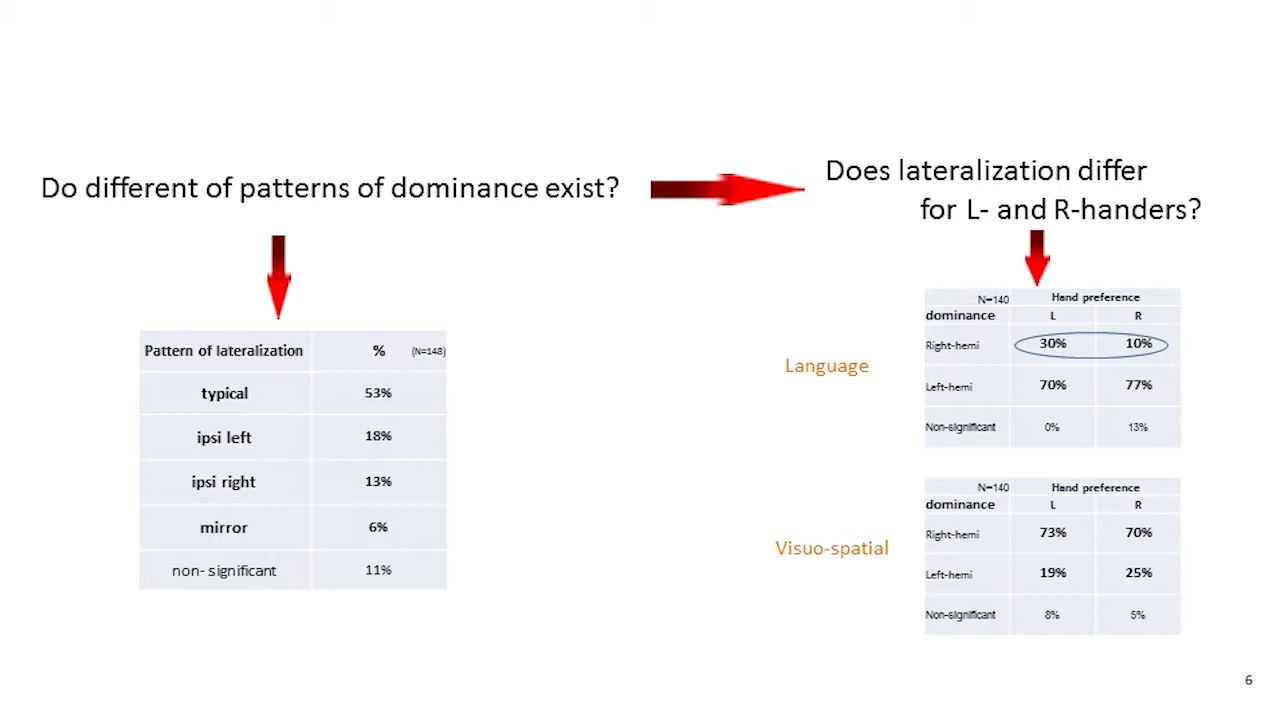 Do different of patterns of dominance exist?
Does lateralization differ
for L- and R-handers?
Pattern of lateralization % (N=148)
typical 53%
ipsi left 18%
ipsi right 13%
mirror 6%
non- significant 11%
Language
N=140 Hand preference
dominance L R
Right-hemi 30% 10%
Left-hemi 70% 77%
Non-significant 0% 13%
Visuo-spatial
N=140 Hand preference
dominance L R
Right-hemi 73% 70%
Left-hemi 19% 25%
Non-significant 8% 5%
6